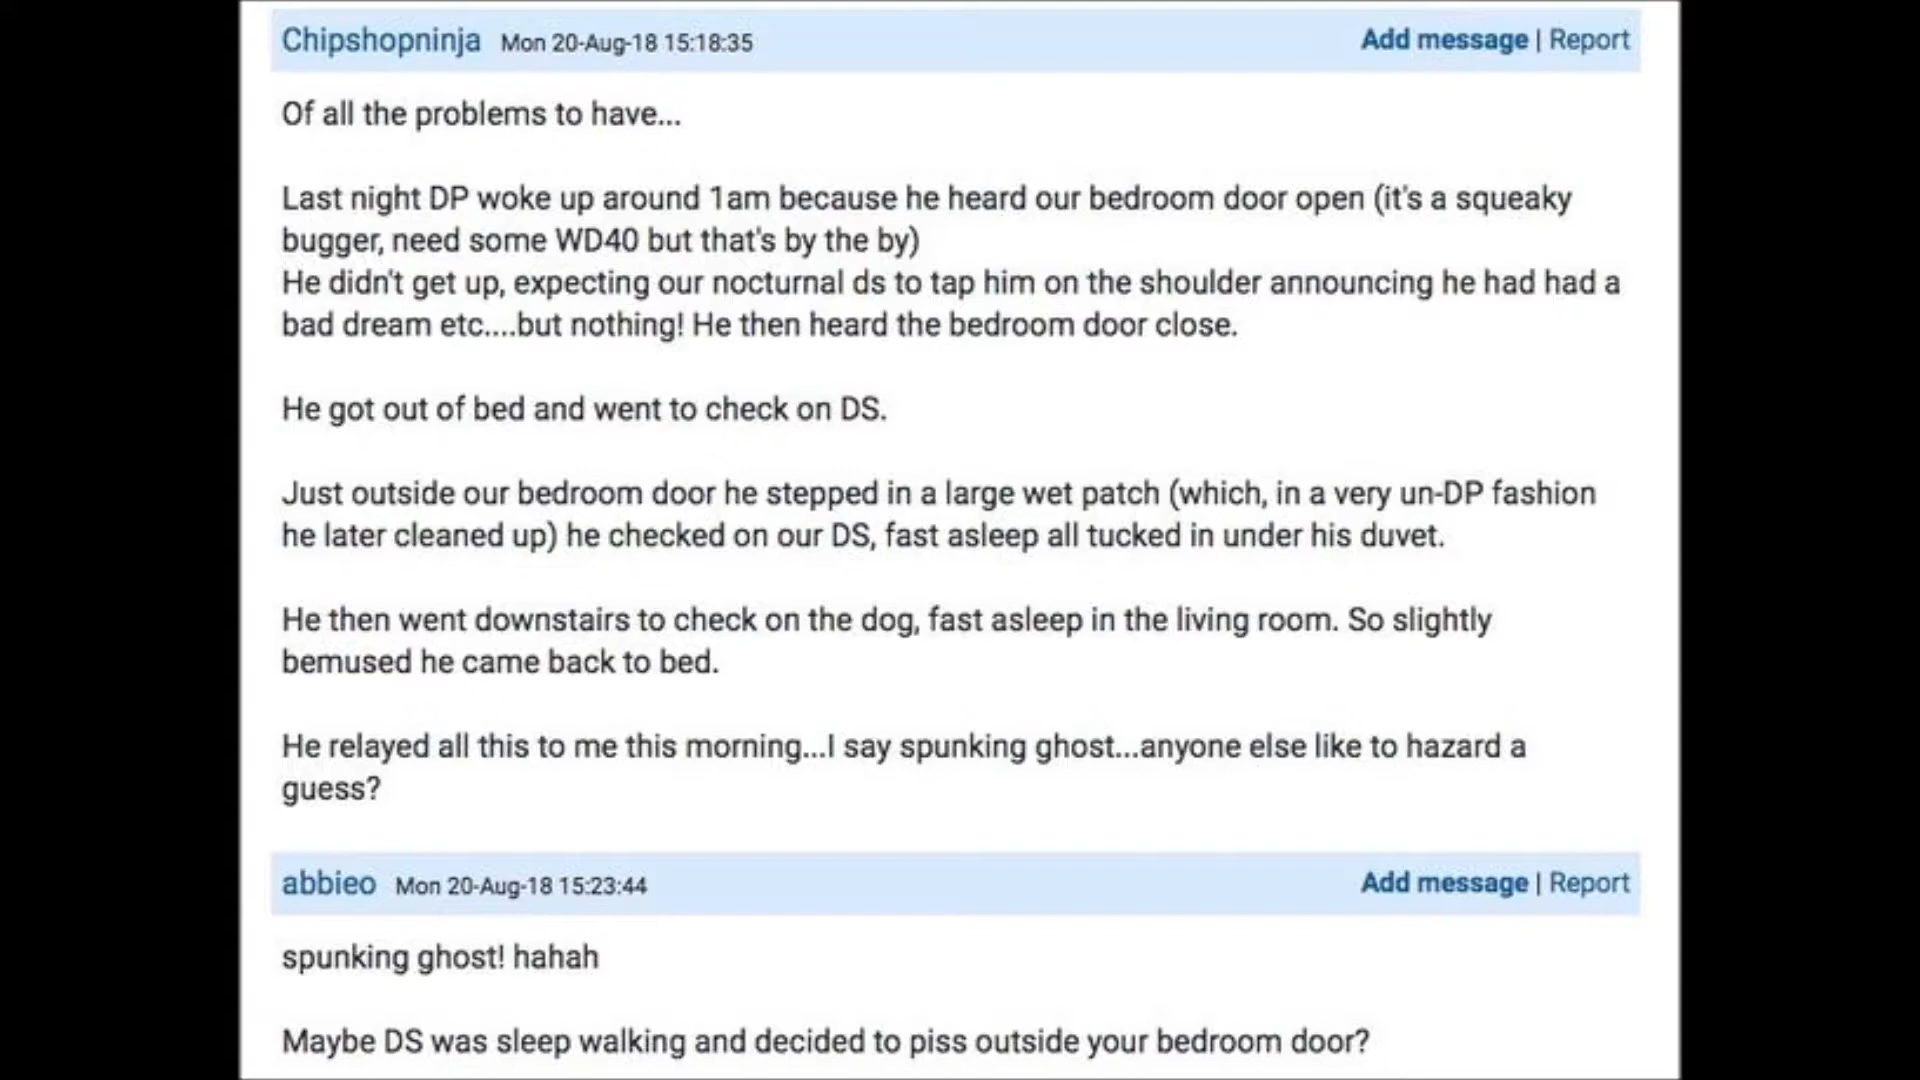 Chipshopninja Mon 20-Aug-18 15:18:35 Add message | Report
Of all the problems to have...
Last night DP woke up around 1am because he heard our bedroom door open (it's a squeaky
bugger, need some WD40 but that's by the by)
He didn't get up, expecting our nocturnal ds to tap him on the shoulder announcing he had had a
bad dream etc....but nothing! He then heard the bedroom door close.
He got out of bed and went to check on DS.
Just outside our bedroom door he stepped in a large wet patch (which, in a very un-DP fashion
he later cleaned up) he checked on our DS, fast asleep all tucked in under his duvet.
He then went downstairs to check on the dog, fast asleep in the living room. So slightly
bemused he came back to bed.
He relayed all this to me this morning...I say spunking ghost...anyone else like to hazard a
guess?
abbieo Mon 20-Aug-18 15:23:44 Add message | Report
spunking ghost! hahah
Maybe DS was sleep walking and decided to piss outside your bedroom door?